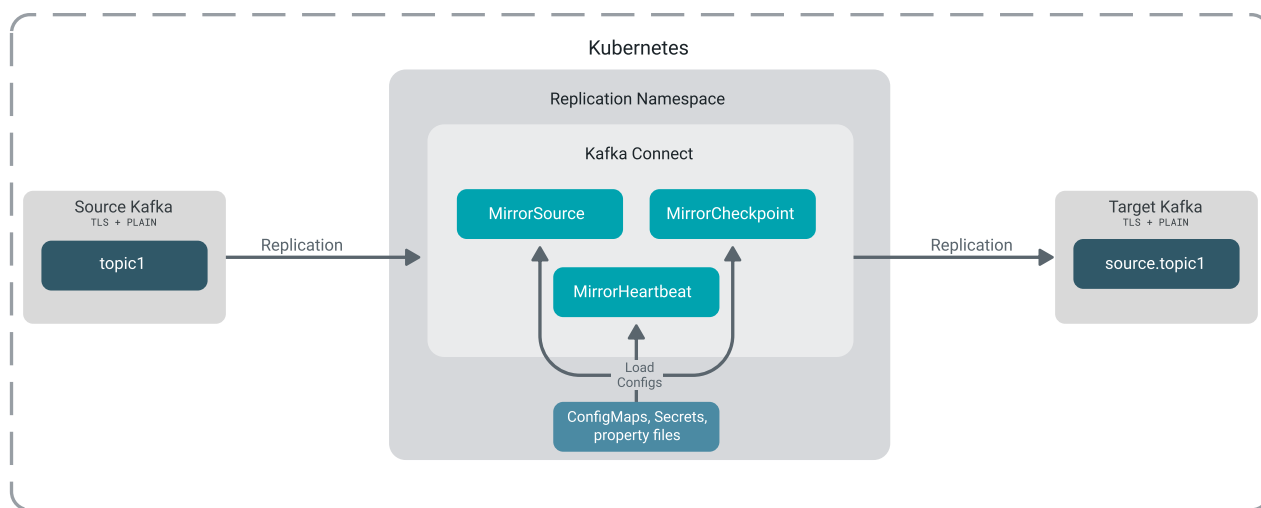 Kubernetes
Replication Namespace
Kafka Connect
MirrorSource
MirrorCheckpoint
MirrorHeartbeat
Load
Configs
ConfigMaps, Secrets,
property files
Source Kafka
TLS + PLAIN
topic1
Replication
Replication
Target Kafka
TLS + PLAIN
source.topic1